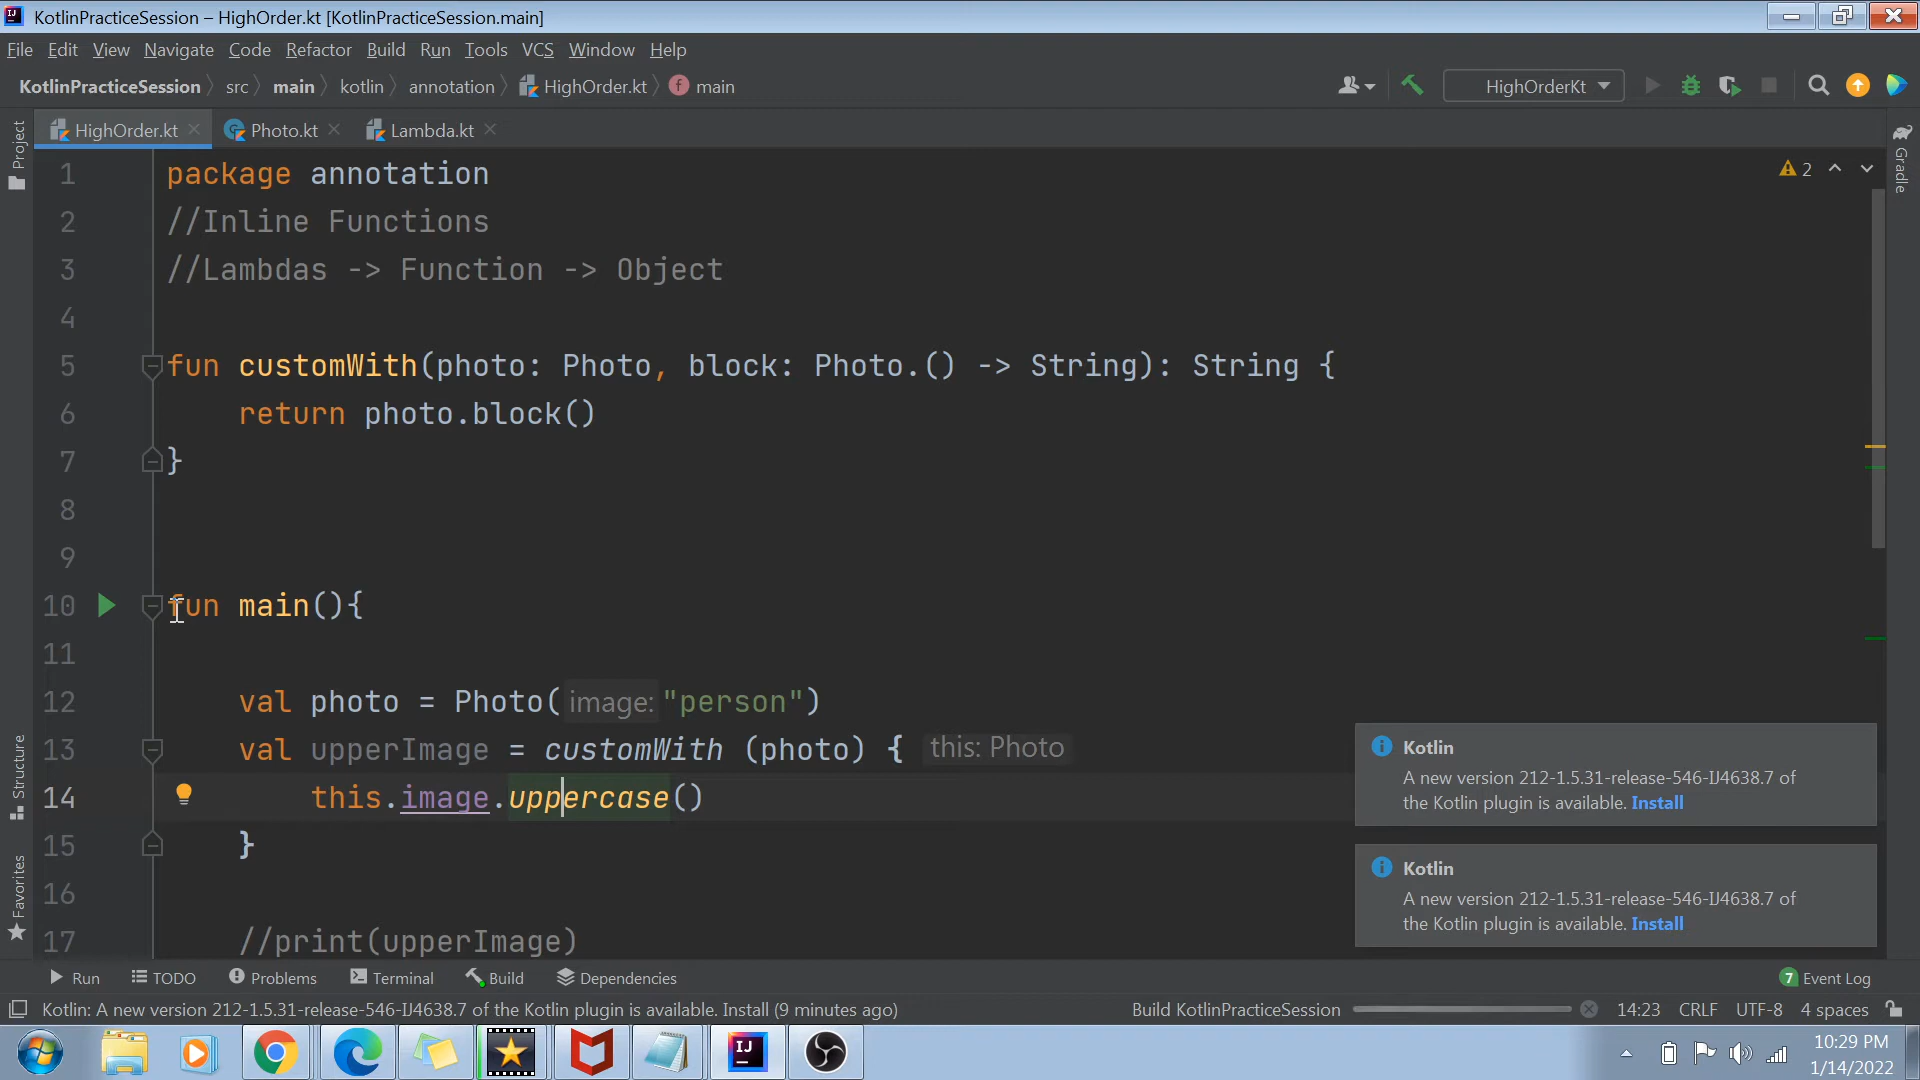 KotlinPracticeSession – HighOrder.kt [KotlinPracticeSession.main]
File Edit View Navigate Code Refactor Build Run Tools VCS Window Help
KotlinPracticeSession src main kotlin annotation HighOrder.kt main HighOrderKt
HighOrder.kt Photo.kt Lambda.kt
Project
Gradle
Structure
Favorites
2
1 package annotation
2 //Inline Functions
3 //Lambdas -> Function -> Object
4
5 fun customWith(photo: Photo, block: Photo.() -> String): String {
6 return photo.block()
7 }
8
9
10 fun main(){
11
12 val photo = Photo( image: "person")
13 val upperImage = customWith (photo) { this: Photo
14 this.image.uppercase()
15 }
16
17 //print(upperImage)
Kotlin
A new version 212-1.5.31-release-546-IJ4638.7 of
the Kotlin plugin is available. Install
Kotlin
A new version 212-1.5.31-release-546-IJ4638.7 of
the Kotlin plugin is available. Install
Run TODO Problems Terminal Build Dependencies 7 Event Log
Kotlin: A new version 212-1.5.31-release-546-IJ4638.7 of the Kotlin plugin is available. Install (9 minutes ago) Build KotlinPracticeSession 14:23 CRLF UTF-8 4 spaces
10:29 PM
1/14/2022